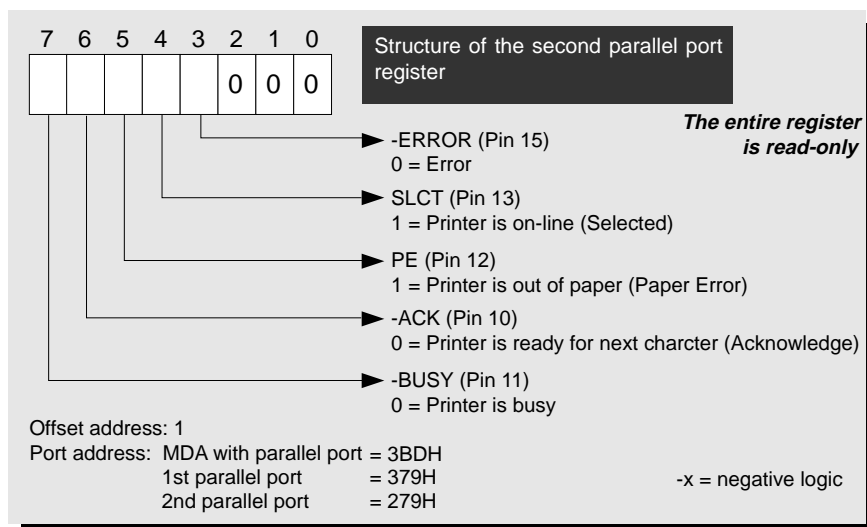 7 6 5 4 3 2 1 0
0 0 0
Structure of the second parallel port
register
The entire register
is read-only
-ERROR (Pin 15)
0 = Error
SLCT (Pin 13)
1 = Printer is on-line (Selected)
PE (Pin 12)
1 = Printer is out of paper (Paper Error)
-ACK (Pin 10)
0 = Printer is ready for next charcter (Acknowledge)
-BUSY (Pin 11)
0 = Printer is busy
Offset address: 1
Port address: MDA with parallel port = 3BDH
1st parallel port = 379H
2nd parallel port = 279H
-x = negative logic